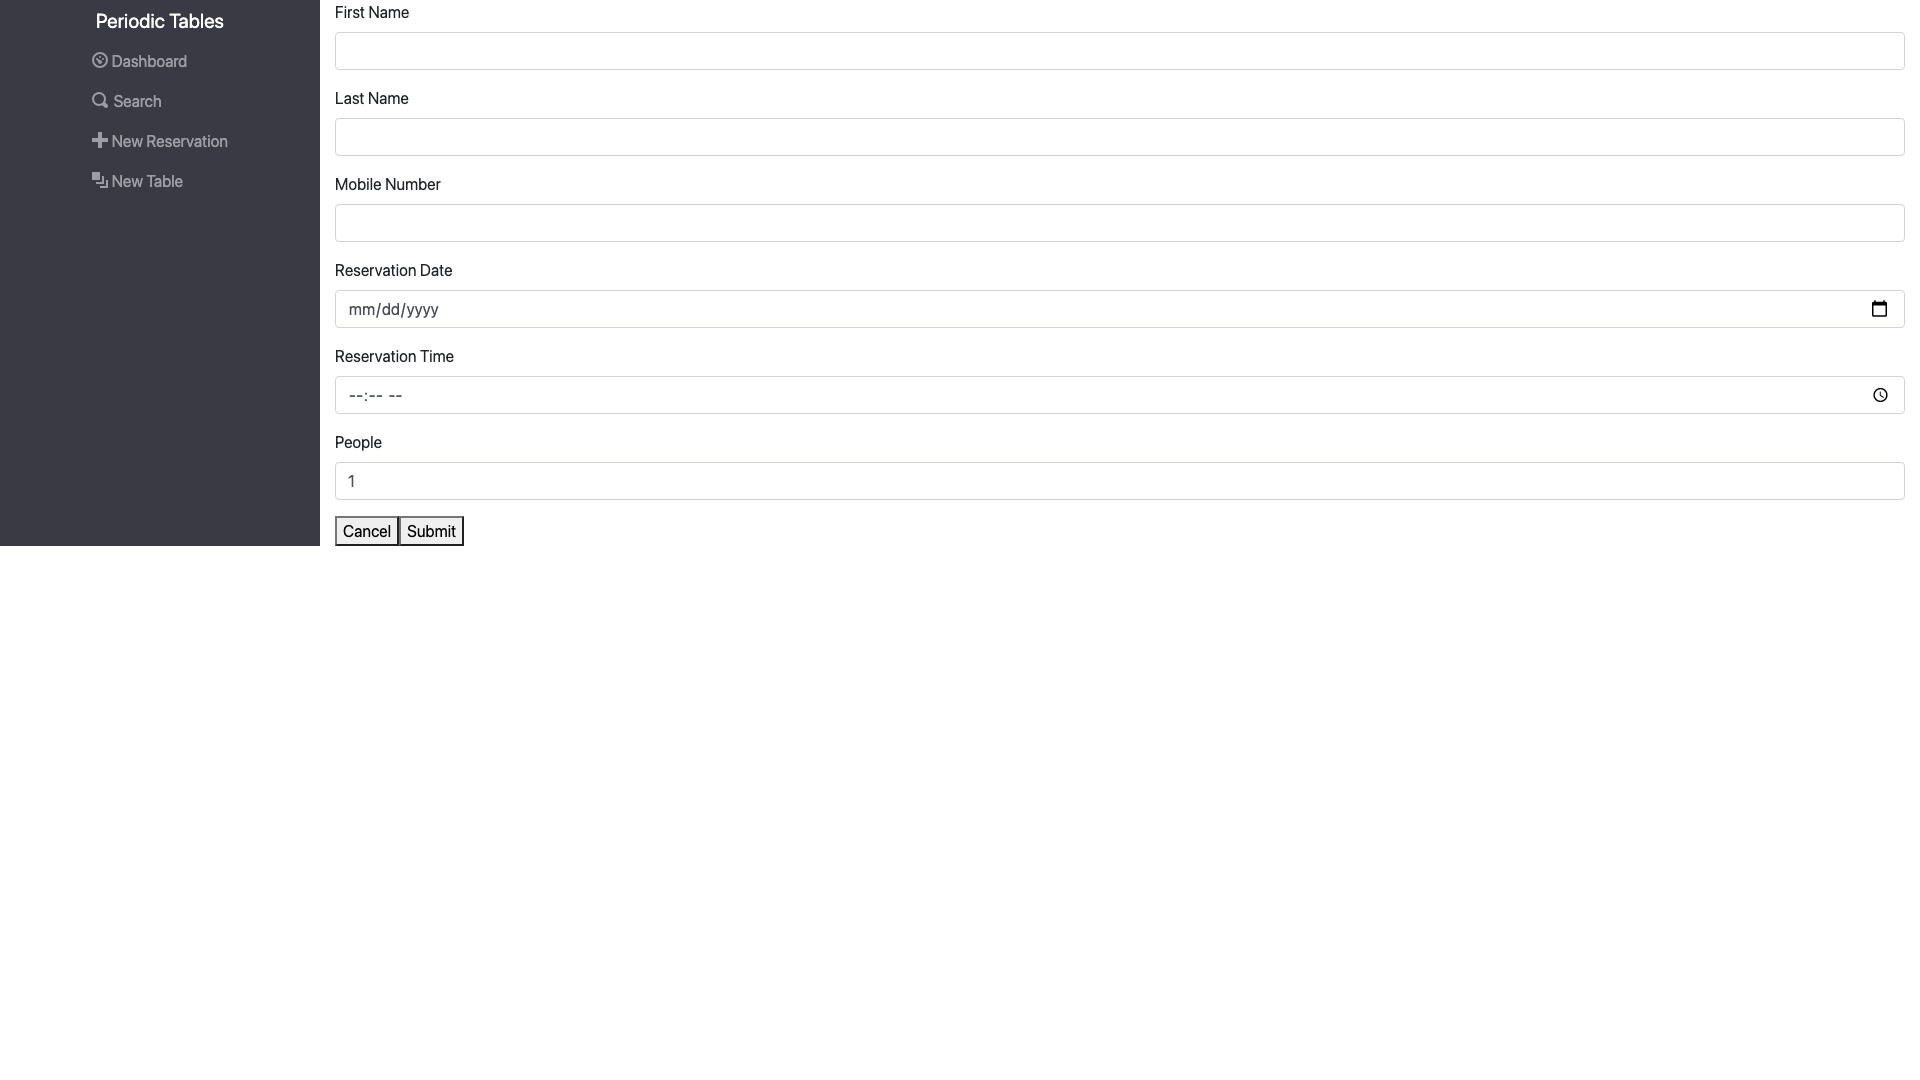 Periodic Tables
Dashboard
Search
New Reservation
New Table
First Name
Last Name
Mobile Number
Reservation Date
mm/dd/yyyy
Reservation Time
--:-- --
People
1
Cancel Submit